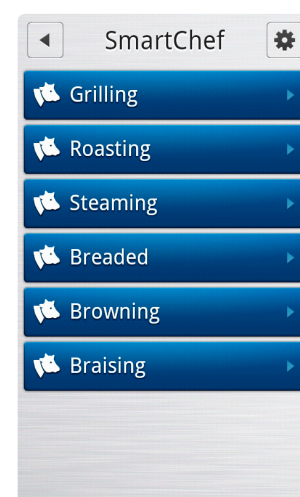 SmartChef
Grilling
Roasting
Steaming
Breaded
Browning
Braising